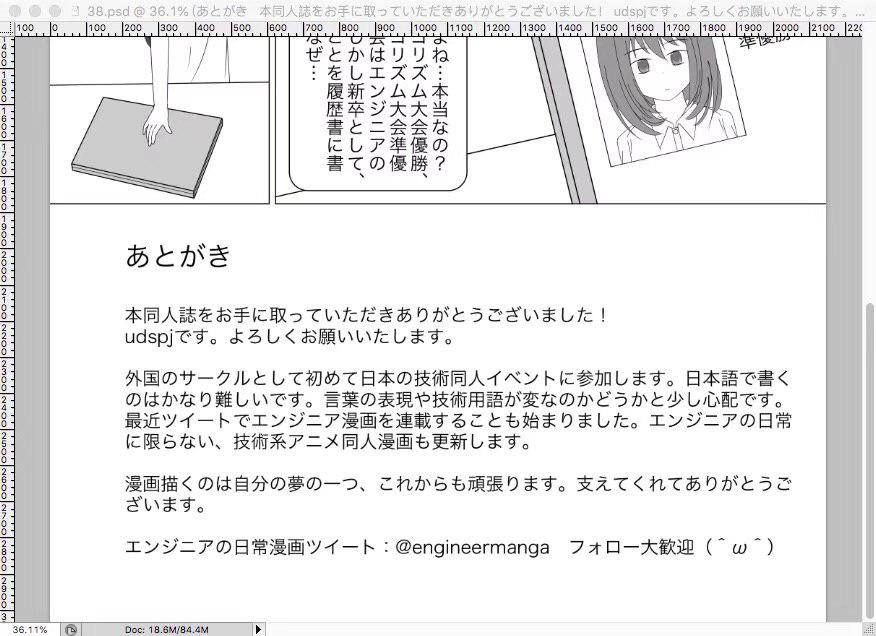 38.psd @ 36.1% (あとがき　本同人誌をお手に取っていただきありがとうございました！ udspjです。よろしくお願いいたします。...
100 0 100 200 300 400 500 600 700 800 900 1000 1100 1200 1300 1400 1500 1600 1700 1800 1900 2000 2100 220
よね…本当なの？
ゴリズム大会優勝、
ゴリズム大会準優
会はエンジニアの
しかし新卒として、
ことを履歴書に書
なぜ…
準優勝
あとがき
本同人誌をお手に取っていただきありがとうございました！
udspjです。よろしくお願いいたします。
外国のサークルとして初めて日本の技術同人イベントに参加します。日本語で書く
のはかなり難しいです。言葉の表現や技術用語が変なのかどうかと少し心配です。
最近ツイートでエンジニア漫画を連載することも始まりました。エンジニアの日常
に限らない、技術系アニメ同人漫画も更新します。
漫画描くのは自分の夢の一つ、これからも頑張ります。支えてくれてありがとうご
ざいます。
エンジニアの日常漫画ツイート：@engineermanga　フォロー大歓迎（＾ω＾）
36.11% Doc: 18.6M/84.4M